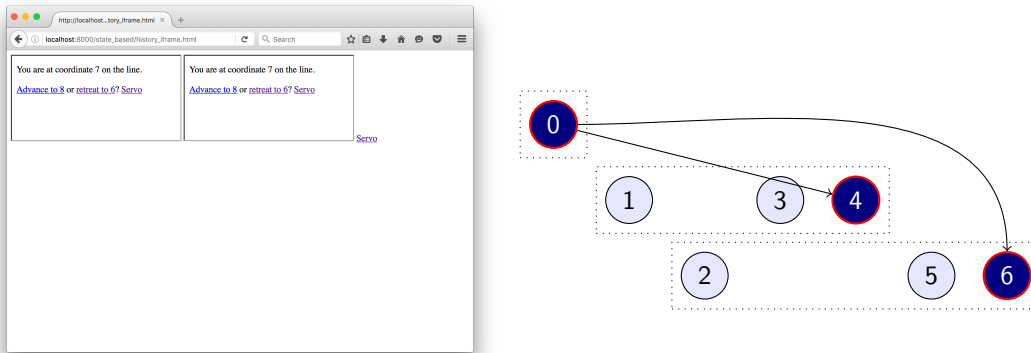 http://localhost...tory_iframe.html × +
localhost:8000/state_based/history_iframe.html
Search
You are at coordinate 7 on the line.
Advance to 8 or retreat to 6? Servo
You are at coordinate 7 on the line.
Advance to 8 or retreat to 6? Servo
Servo
0
1 3 4
2 5 6